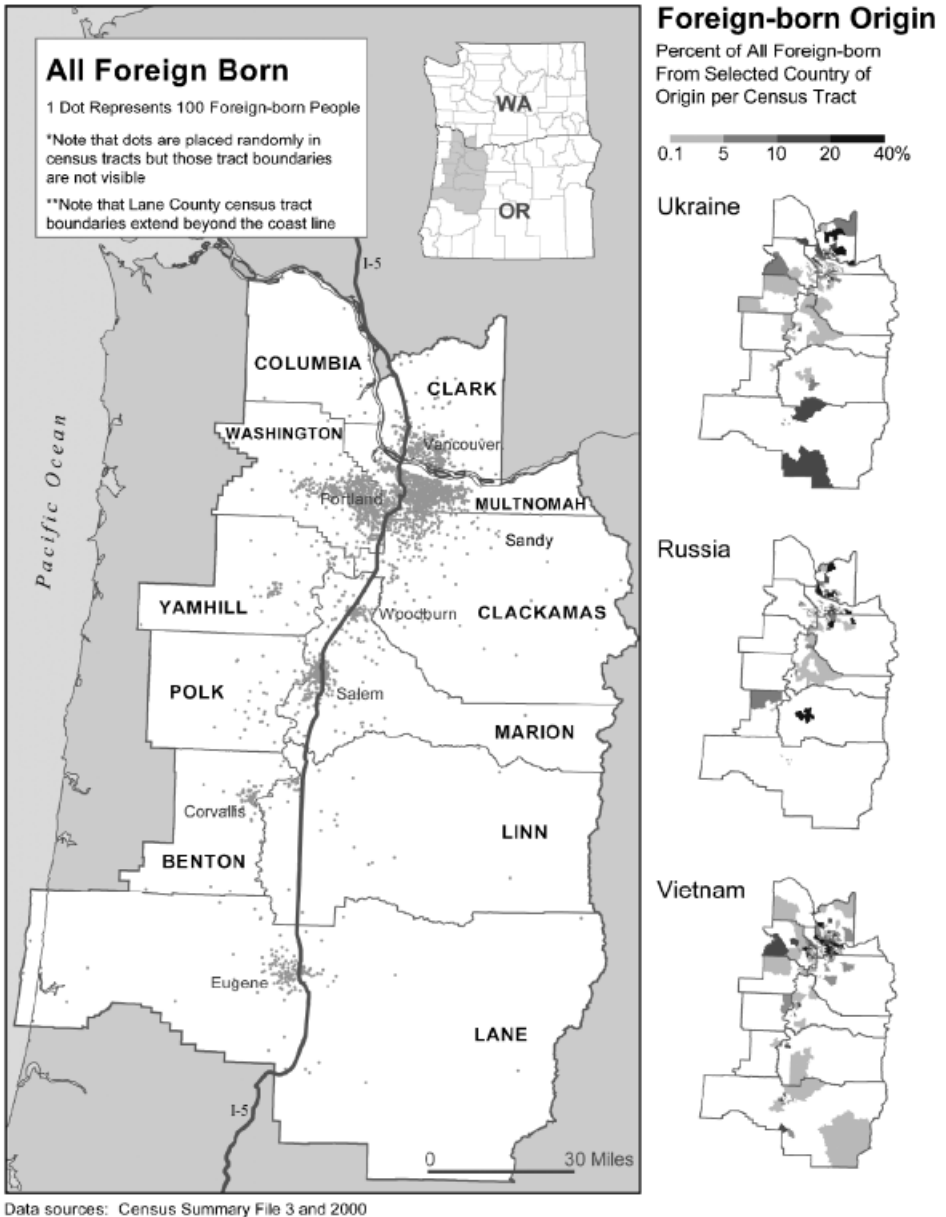 All Foreign Born
1 Dot Represents 100 Foreign-born People
*Note that dots are placed randomly in
census tracts but those tract boundaries
are not visible
**Note that Lane County census tract
boundaries extend beyond the coast line
WA
OR
I-5
COLUMBIA
CLARK
WASHINGTON
Vancouver
Portland
MULTNOMAH
Sandy
Pacific Ocean
YAMHILL
Woodburn
CLACKAMAS
POLK
Salem
MARION
Corvallis
LINN
BENTON
Eugene
LANE
I-5
0 30 Miles
Data sources: Census Summary File 3 and 2000
Foreign-born Origin
Percent of All Foreign-born
From Selected Country of
Origin per Census Tract
0.1 5 10 20 40%
Ukraine
Russia
Vietnam